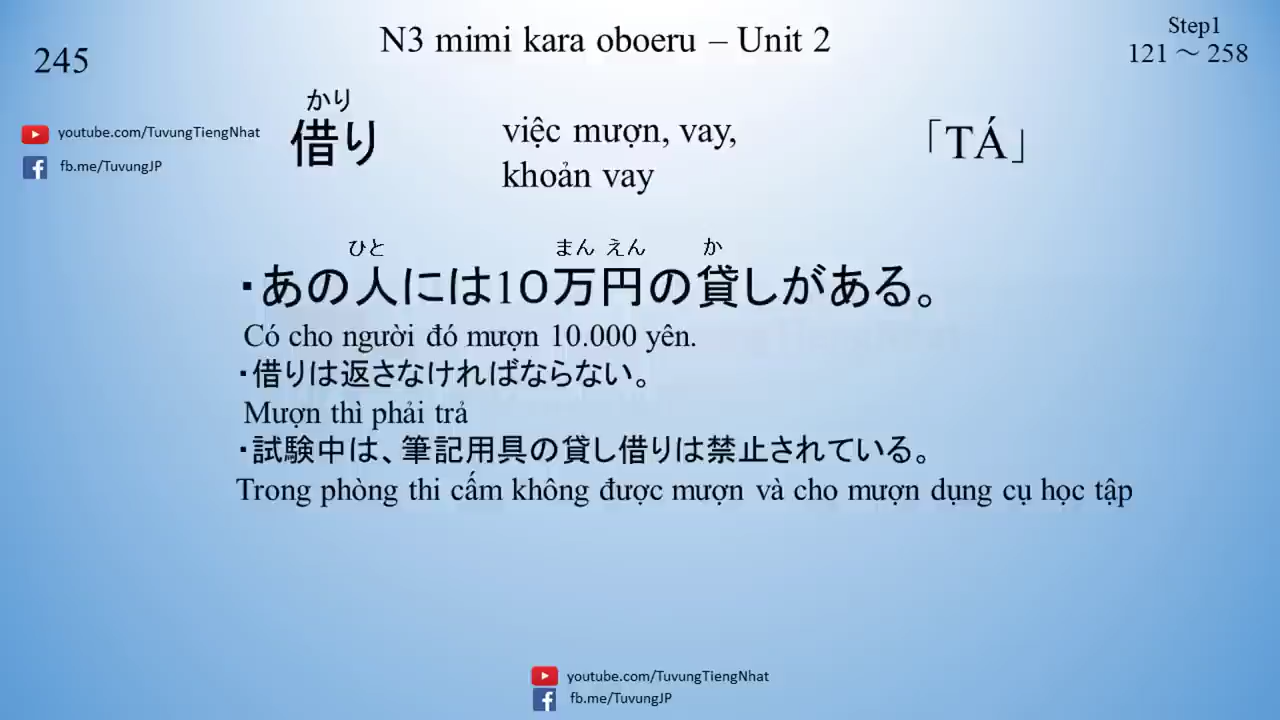 245
N3 mimi kara oboeru – Unit 2
Step1
121 ～ 258
youtube.com/TuvungTiengNhat
fb.me/TuvungJP
かり
借り
việc mượn, vay,
khoản vay
「TÁ」
ひと まん えん か
・あの人には10万円の貸しがある。
Có cho người đó mượn 10.000 yên.
・借りは返さなければならない。
Mượn thì phải trả
・試験中は、筆記用具の貸し借りは禁止されている。
Trong phòng thi cấm không được mượn và cho mượn dụng cụ học tập
youtube.com/TuvungTiengNhat
fb.me/TuvungJP